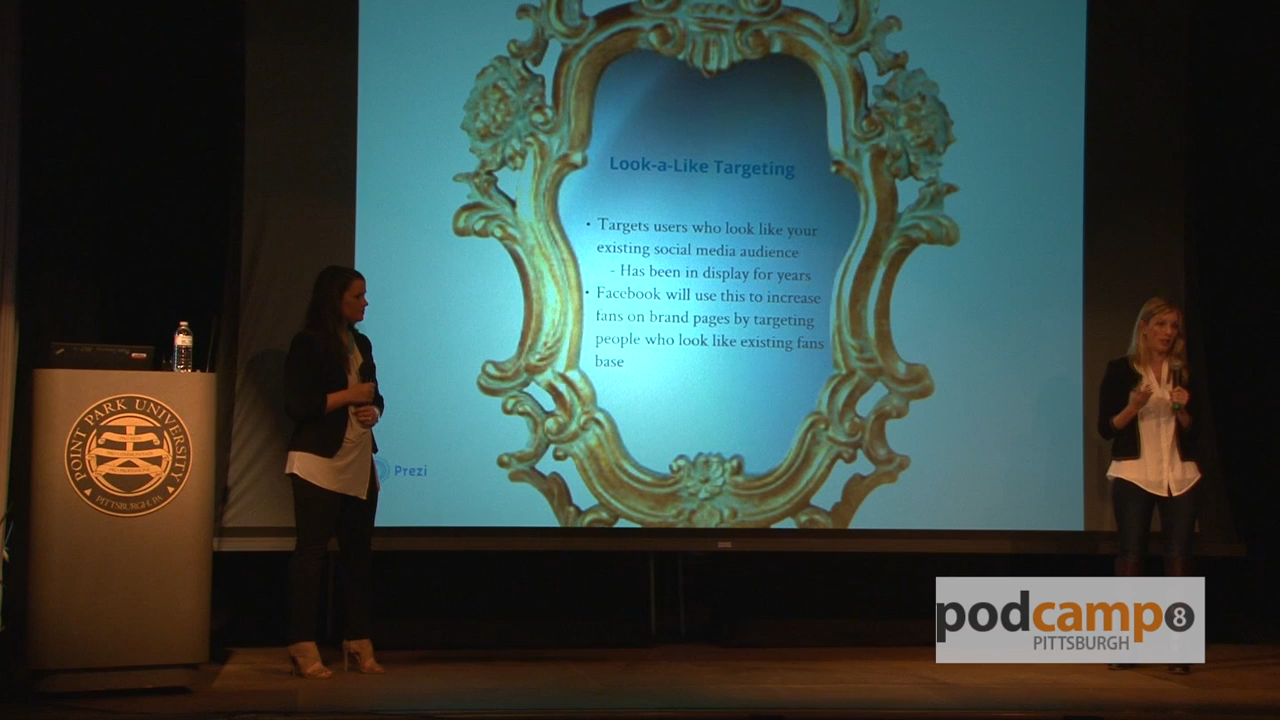 Look-a-Like Targeting
• Targets users who look like your
existing social media audience
- Has been in display for years
• Facebook will use this to increase
fans on brand pages by targeting
people who look like existing fans
base
Prezi
POINT PARK UNIVERSITY
PITTSBURGH, PA
podcamp8
PITTSBURGH